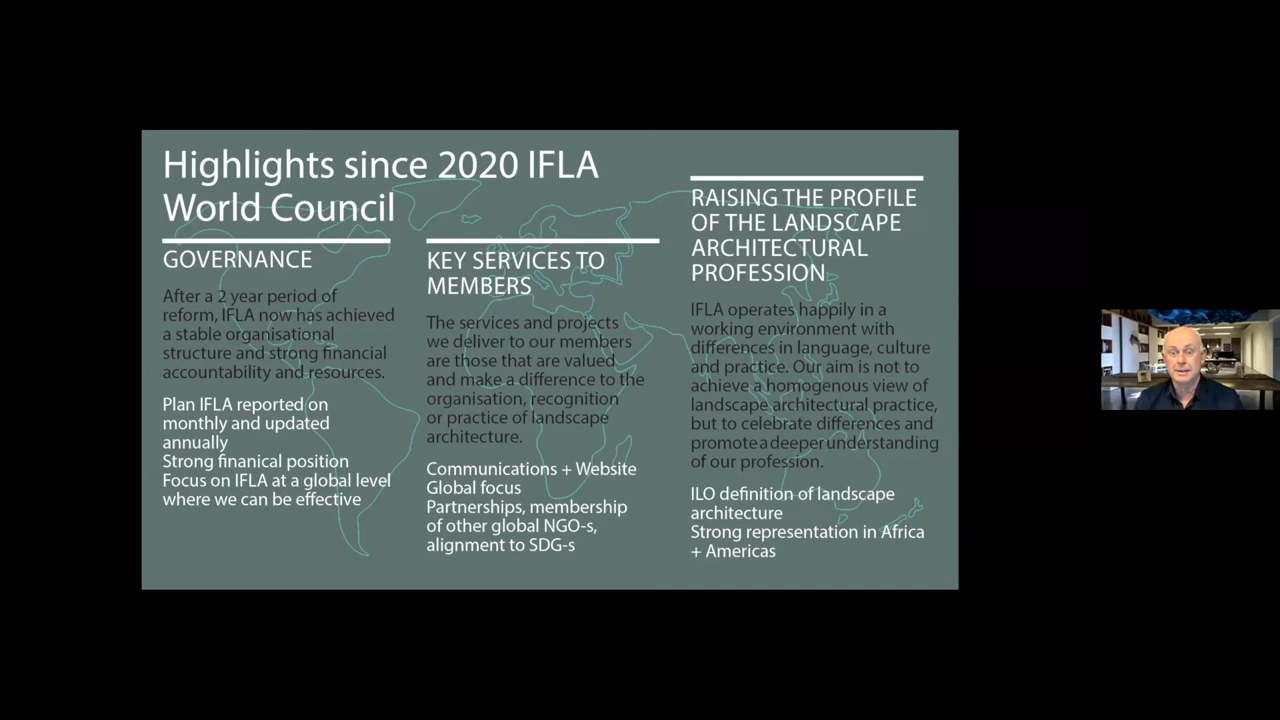 Highlights since 2020 IFLA
World Council
GOVERNANCE
After a 2 year period of
reform, IFLA now has achieved
a stable organisational
structure and strong financial
accountability and resources.
Plan IFLA reported on
monthly and updated
annually
Strong finanical position
Focus on IFLA at a global level
where we can be effective
KEY SERVICES TO
MEMBERS
The services and projects
we deliver to our members
are those that are valued
and make a difference to the
organisation, recognition
or practice of landscape
architecture.
Communications + Website
Global focus
Partnerships, membership
of other global NGO-s,
alignment to SDG-s
RAISING THE PROFILE
OF THE LANDSCAPE
ARCHITECTURAL
PROFESSION
IFLA operates happily in a
working environment with
differences in language, culture
and practice. Our aim is not to
achieve a homogenous view of
landscape architectural practice,
but to celebrate differences and
promote a deeper understanding
of our profession.
ILO definition of landscape
architecture
Strong representation in Africa
+ Americas